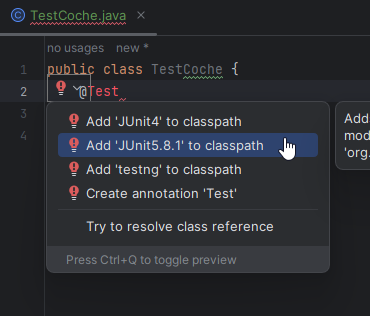 TestCoche.java
no usages new *
1 public class TestCoche {
2 @Test
3
4
Add 'JUnit4' to classpath
Add 'JUnit5.8.1' to classpath
Add 'testng' to classpath
Create annotation 'Test'
Try to resolve class reference
Press Ctrl+Q to toggle preview
Add
mod
'org.